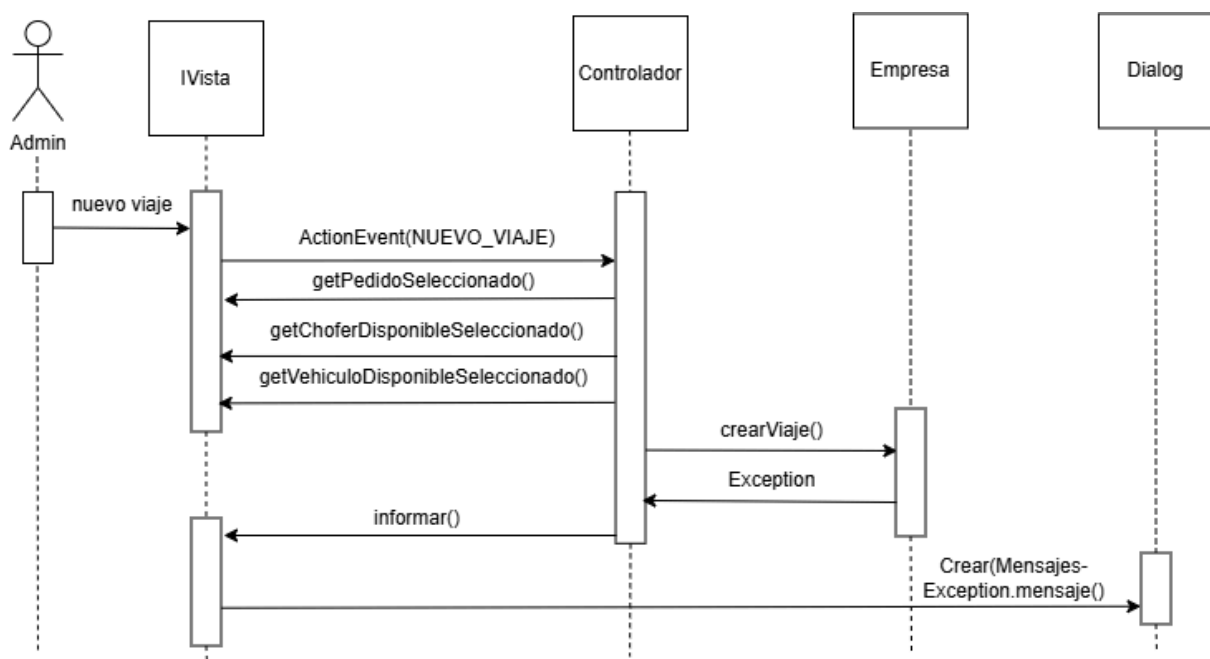 Admin
IVista
Controlador
Empresa
Dialog
nuevo viaje
ActionEvent(NUEVO_VIAJE)
getPedidoSeleccionado()
getChoferDisponibleSeleccionado()
getVehiculoDisponibleSeleccionado()
crearViaje()
Exception
informar()
Crear(Mensajes-
Exception.mensaje()